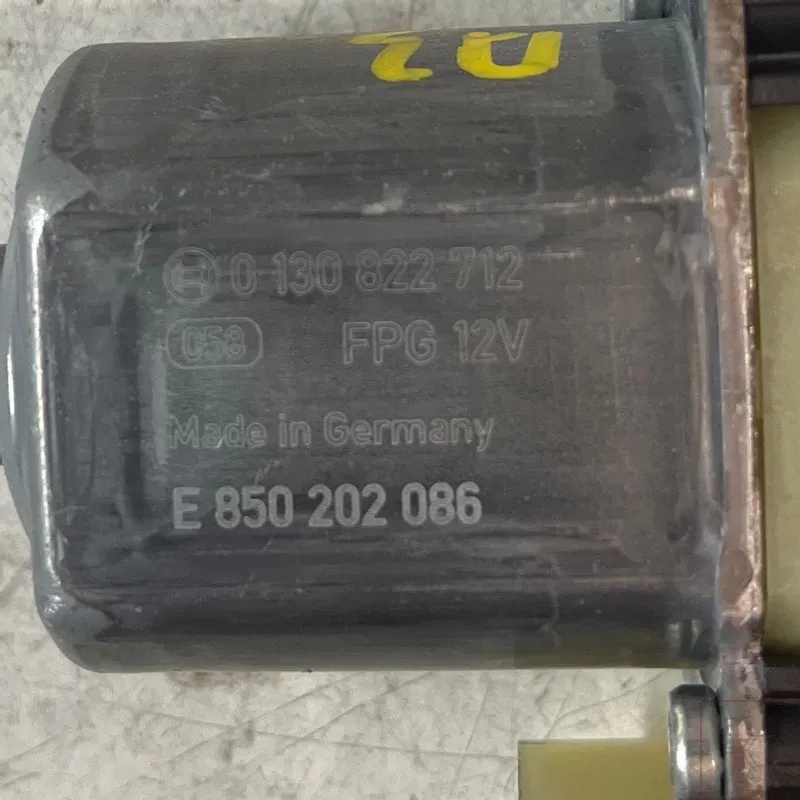 0 130 822 712
058 FPG 12V
Made in Germany
E 850 202 086